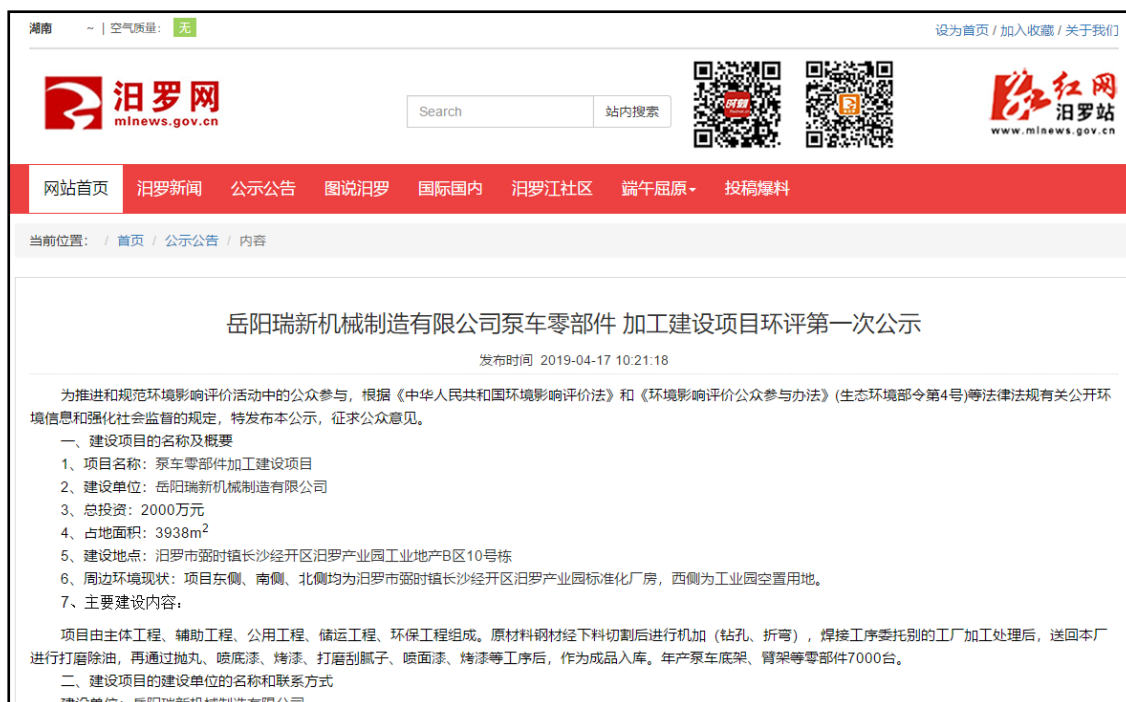 湖南 ~ | 空气质量： 无 设为首页 / 加入收藏 / 关于我们
汨罗网
mlnews.gov.cn
Search 站内搜索
时刻
红网
汨罗站
www.mlnews.gov.cn
网站首页 汨罗新闻 公示公告 图说汨罗 国际国内 汨罗江社区 端午屈原 投稿爆料
当前位置： / 首页 / 公示公告 / 内容
岳阳瑞新机械制造有限公司泵车零部件 加工建设项目环评第一次公示
发布时间 2019-04-17 10:21:18
为推进和规范环境影响评价活动中的公众参与，根据《中华人民共和国环境影响评价法》和《环境影响评价公众参与办法》(生态环境部令第4号)等法律法规有关公开环
境信息和强化社会监督的规定，特发布本公示，征求公众意见。
一、建设项目的名称及概要
1、项目名称：泵车零部件加工建设项目
2、建设单位：岳阳瑞新机械制造有限公司
3、总投资：2000万元
4、占地面积：3938m²
5、建设地点：汨罗市弼时镇长沙经开区汨罗产业园工业地产B区10号栋
6、周边环境现状：项目东侧、南侧、北侧均为汨罗市弼时镇长沙经开区汨罗产业园标准化厂房，西侧为工业园空置用地。
7、主要建设内容：
项目由主体工程、辅助工程、公用工程、储运工程、环保工程组成。原材料钢材经下料切割后进行机加（钻孔、折弯），焊接工序委托别的工厂加工处理后，送回本厂
进行打磨除油，再通过抛丸、喷底漆、烤漆、打磨刮腻子、喷面漆、烤漆等工序后，作为成品入库。年产泵车底架、臂架等零部件7000台。
二、建设项目的建设单位的名称和联系方式
建设单位：岳阳瑞新机械制造有限公司